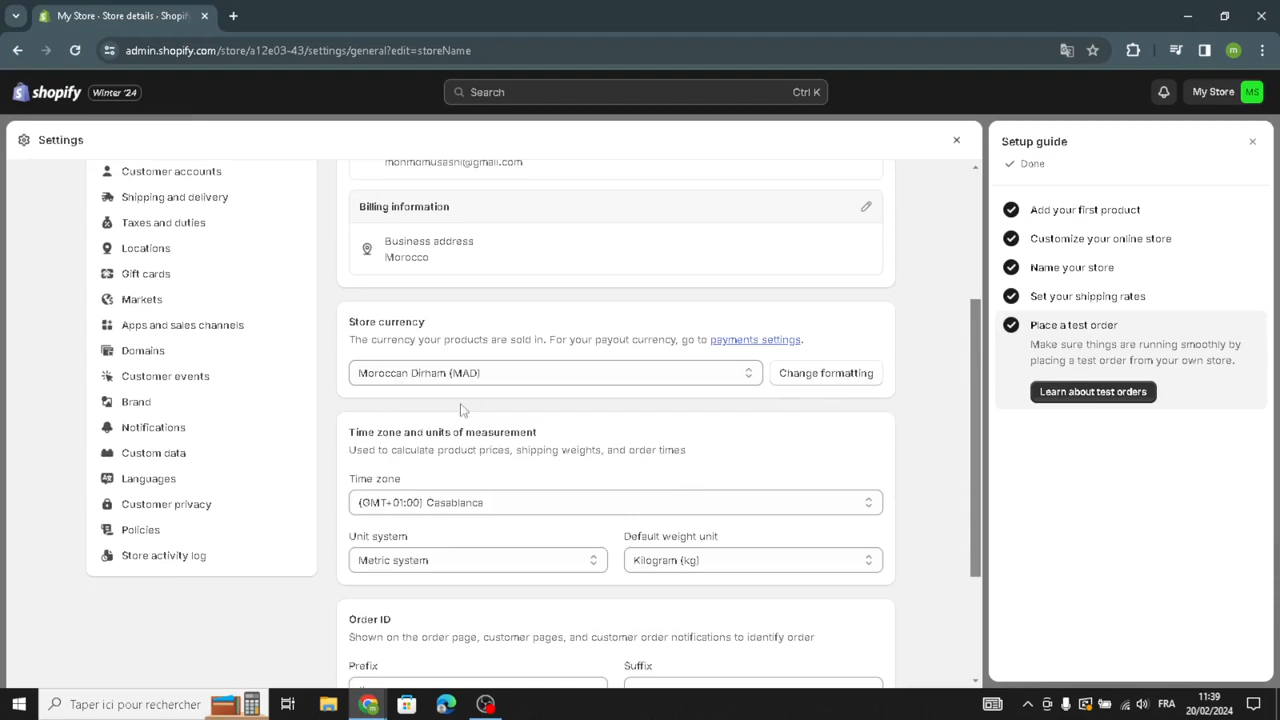 My Store · Store details · Shopif
admin.shopify.com/store/a12e03-43/settings/general?edit=storeName
m
shopify
Winter '24
Search
Ctrl K
My Store
MS
Settings
Customer accounts
Shipping and delivery
Taxes and duties
Locations
Gift cards
Markets
Apps and sales channels
Domains
Customer events
Brand
Notifications
Custom data
Languages
Customer privacy
Policies
Store activity log
monmdmusashi@gmail.com
Billing information
Business address
Morocco
Store currency
The currency your products are sold in. For your payout currency, go to payments settings.
Moroccan Dirham (MAD)
Change formatting
Time zone and units of measurement
Used to calculate product prices, shipping weights, and order times
Time zone
(GMT+01:00) Casablanca
Unit system
Default weight unit
Metric system
Kilogram (kg)
Order ID
Shown on the order page, customer pages, and customer order notifications to identify order
Prefix
Suffix
Setup guide
Done
Add your first product
Customize your online store
Name your store
Set your shipping rates
Place a test order
Make sure things are running smoothly by
placing a test order from your own store.
Learn about test orders
Taper ici pour rechercher
FRA
11:39
20/02/2024